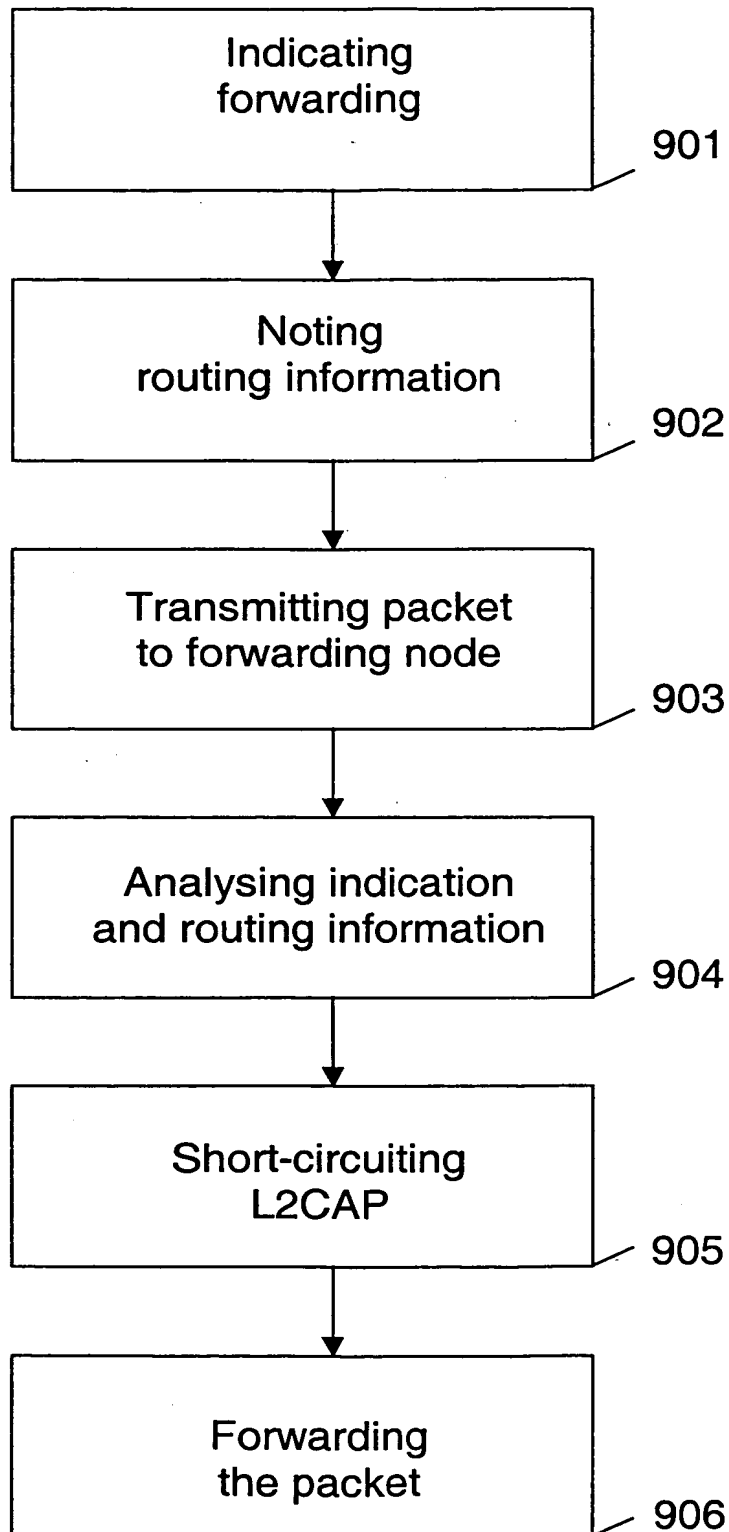 Indicating
forwarding
901
Noting
routing information
902
Transmitting packet
to forwarding node
903
Analysing indication
and routing information
904
Short-circuiting
L2CAP
905
Forwarding
the packet
906